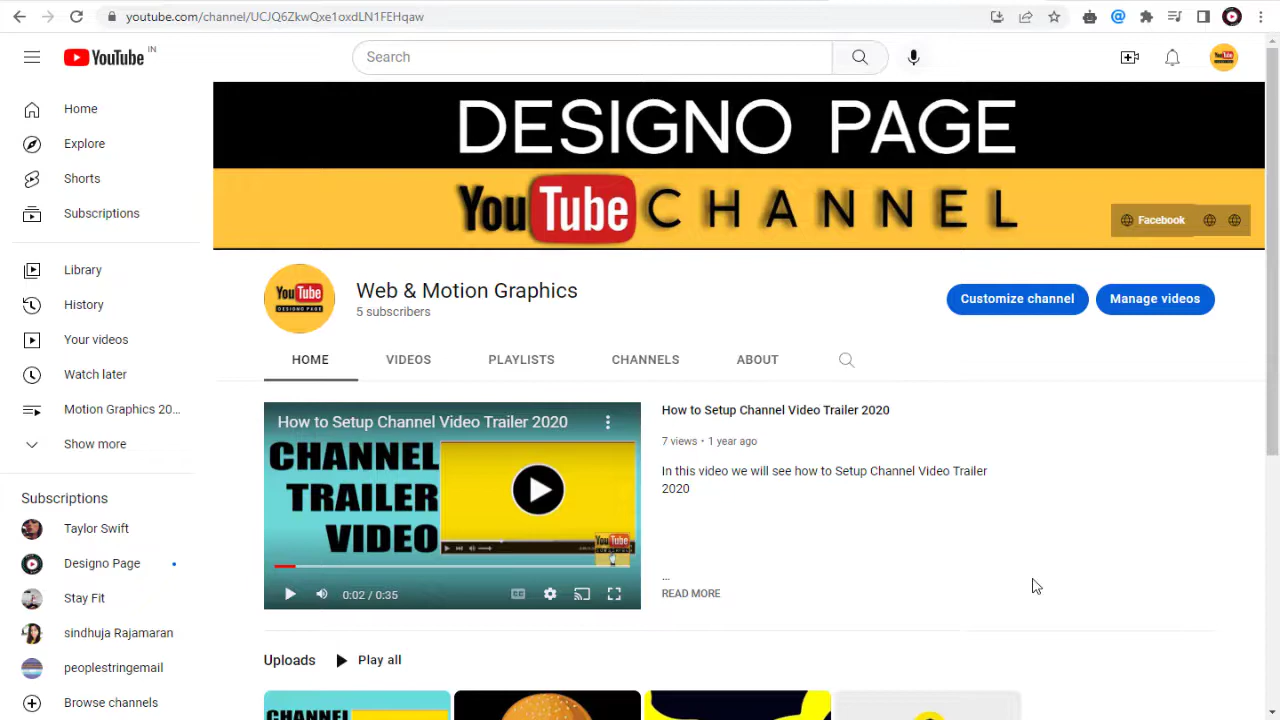 youtube.com/channel/UCJQ6ZkwQxe1oxdLN1FEHqaw
YouTube IN
Search
Home
Explore
Shorts
Subscriptions
Library
History
Your videos
Watch later
Motion Graphics 20...
Show more
Subscriptions
Taylor Swift
Designo Page
Stay Fit
sindhuja Rajamaran
peoplestringemail
Browse channels
DESIGNO PAGE
YouTube CHANNEL
Facebook
YouTube
DESIGNO PAGE
Web & Motion Graphics
5 subscribers
Customize channel
Manage videos
HOME
VIDEOS
PLAYLISTS
CHANNELS
ABOUT
How to Setup Channel Video Trailer 2020
CHANNEL
TRAILER
VIDEO
YouTube
0:02 / 0:35
How to Setup Channel Video Trailer 2020
7 views • 1 year ago
In this video we will see how to Setup Channel Video Trailer
2020
...
READ MORE
Uploads
Play all
CHANNEL